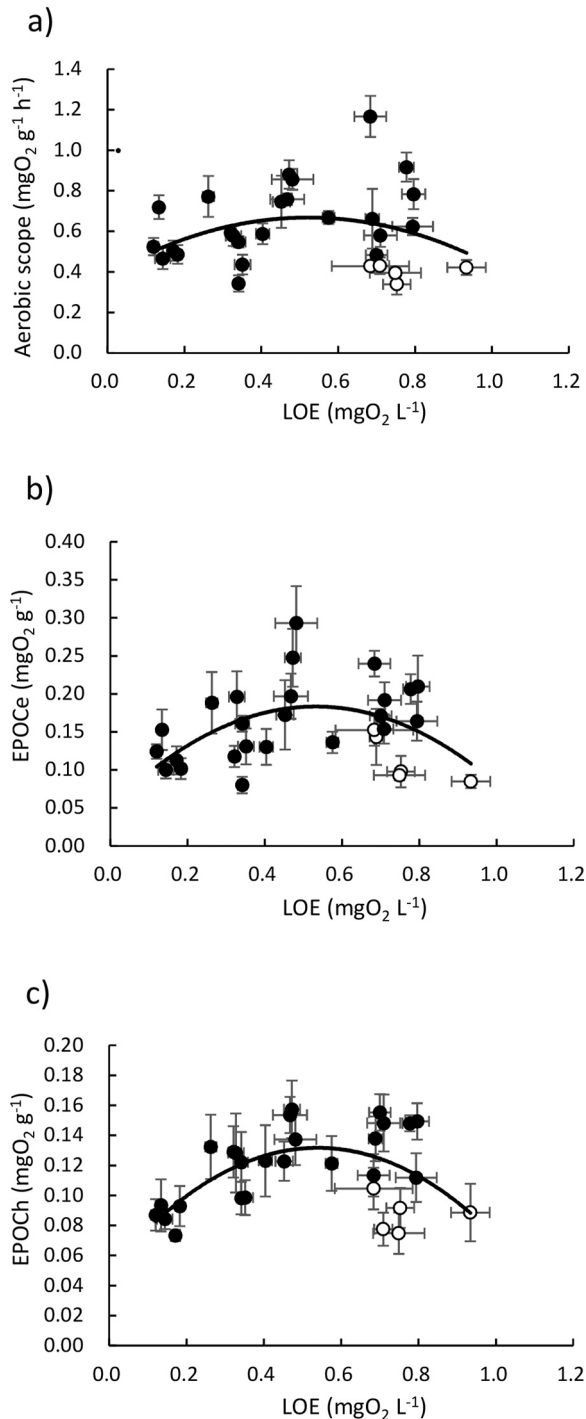 a)
Aerobic scope (mgO₂ g⁻¹ h⁻¹)
1.4
1.2
1.0
0.8
0.6
0.4
0.2
0.0
0.0 0.2 0.4 0.6 0.8 1.0 1.2
LOE (mgO₂ L⁻¹)
b)
EPOCe (mgO₂ g⁻¹)
0.40
0.35
0.30
0.25
0.20
0.15
0.10
0.05
0.00
0.0 0.2 0.4 0.6 0.8 1.0 1.2
LOE (mgO₂ L⁻¹)
c)
EPOCh (mgO₂ g⁻¹)
0.20
0.18
0.16
0.14
0.12
0.10
0.08
0.06
0.04
0.02
0.00
0.0 0.2 0.4 0.6 0.8 1.0 1.2
LOE (mgO₂ L⁻¹)